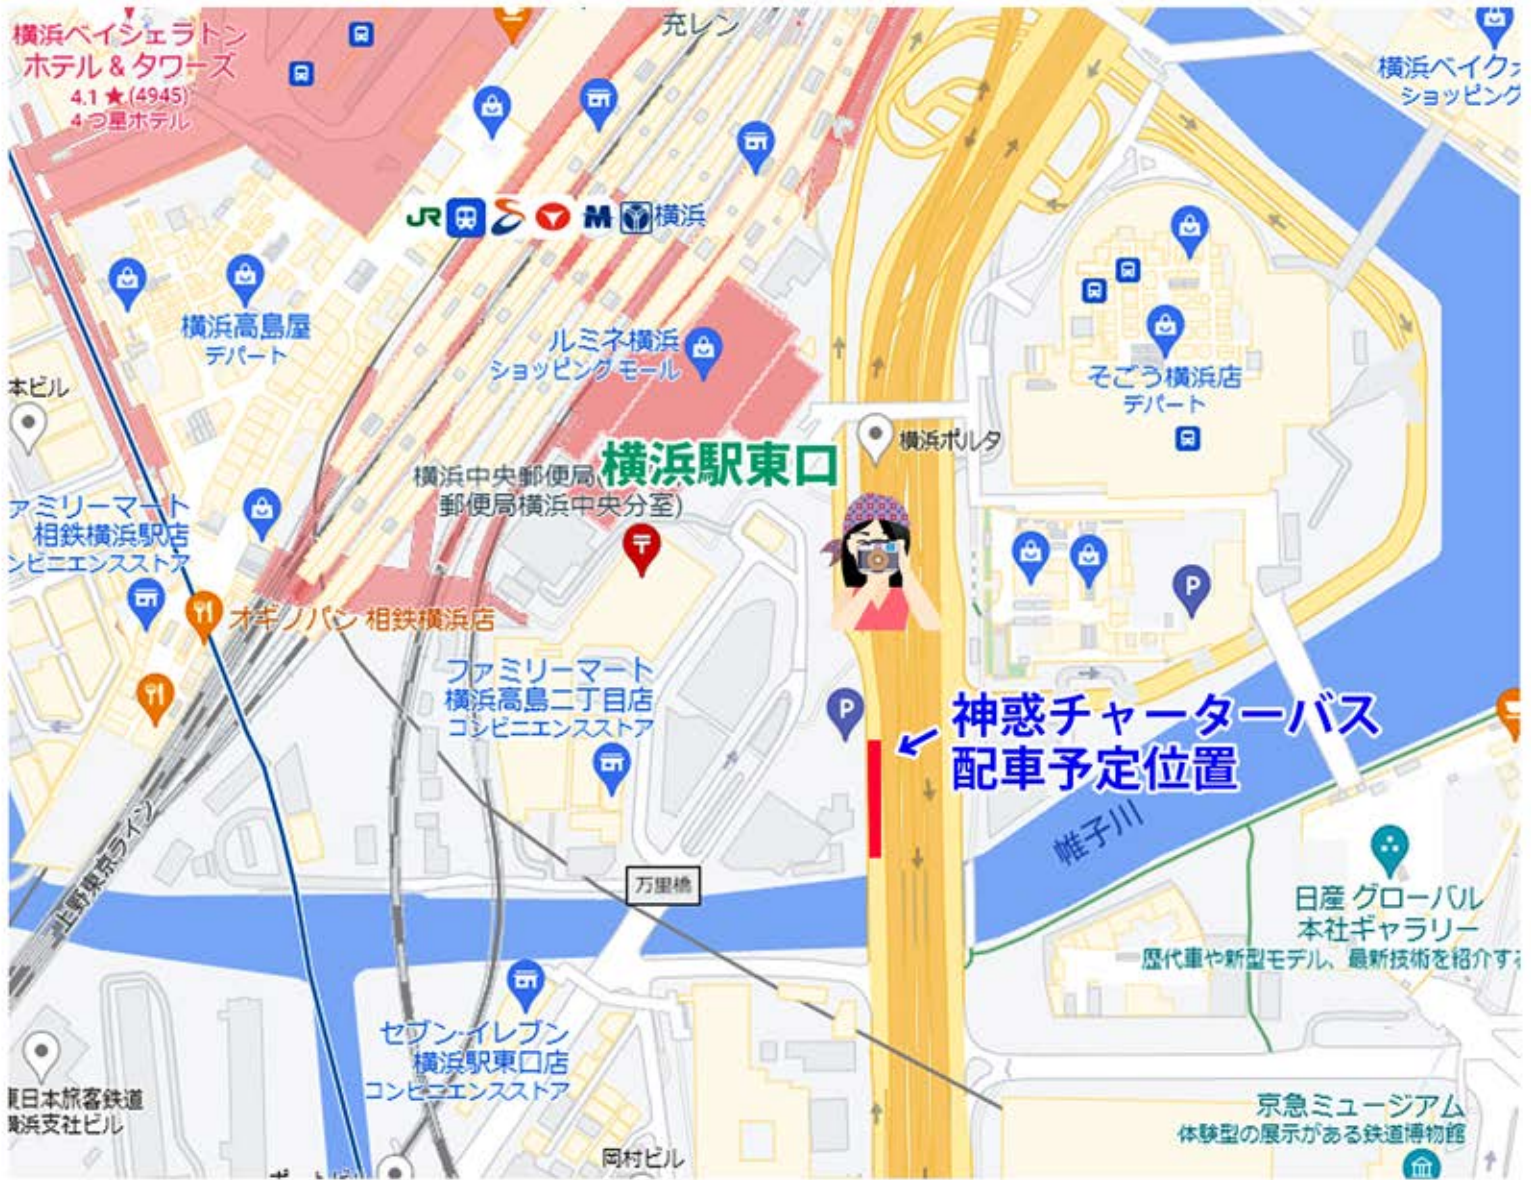 横浜ベイシェラトン
ホテル & タワーズ
4.1 ★ (4945)
4 つ星ホテル
充レン
横浜ベイクォ
ショッピング
JR
横浜
横浜高島屋
デパート
ルミネ横浜
ショッピング モール
そごう横浜店
デパート
本ビル
横浜ポルタ
横浜駅東口
横浜中央郵便局(
郵便局横浜中央分室)
ァミリーマート
相鉄横浜駅店
ンビニエンスストア
P
オギノパン 相鉄横浜店
ファミリーマート
横浜高島二丁目店
コンビニエンスストア
P
神惑チャーターバス
配車予定位置
上野東京ライン
帷子川
万里橋
日産 グローバル
本社ギャラリー
歴代車や新型モデル、最新技術を紹介する
セブン-イレブン
横浜駅東口店
コンビニエンスストア
東日本旅客鉄道
横浜支社ビル
京急ミュージアム
体験型の展示がある鉄道博物館
岡村ビル